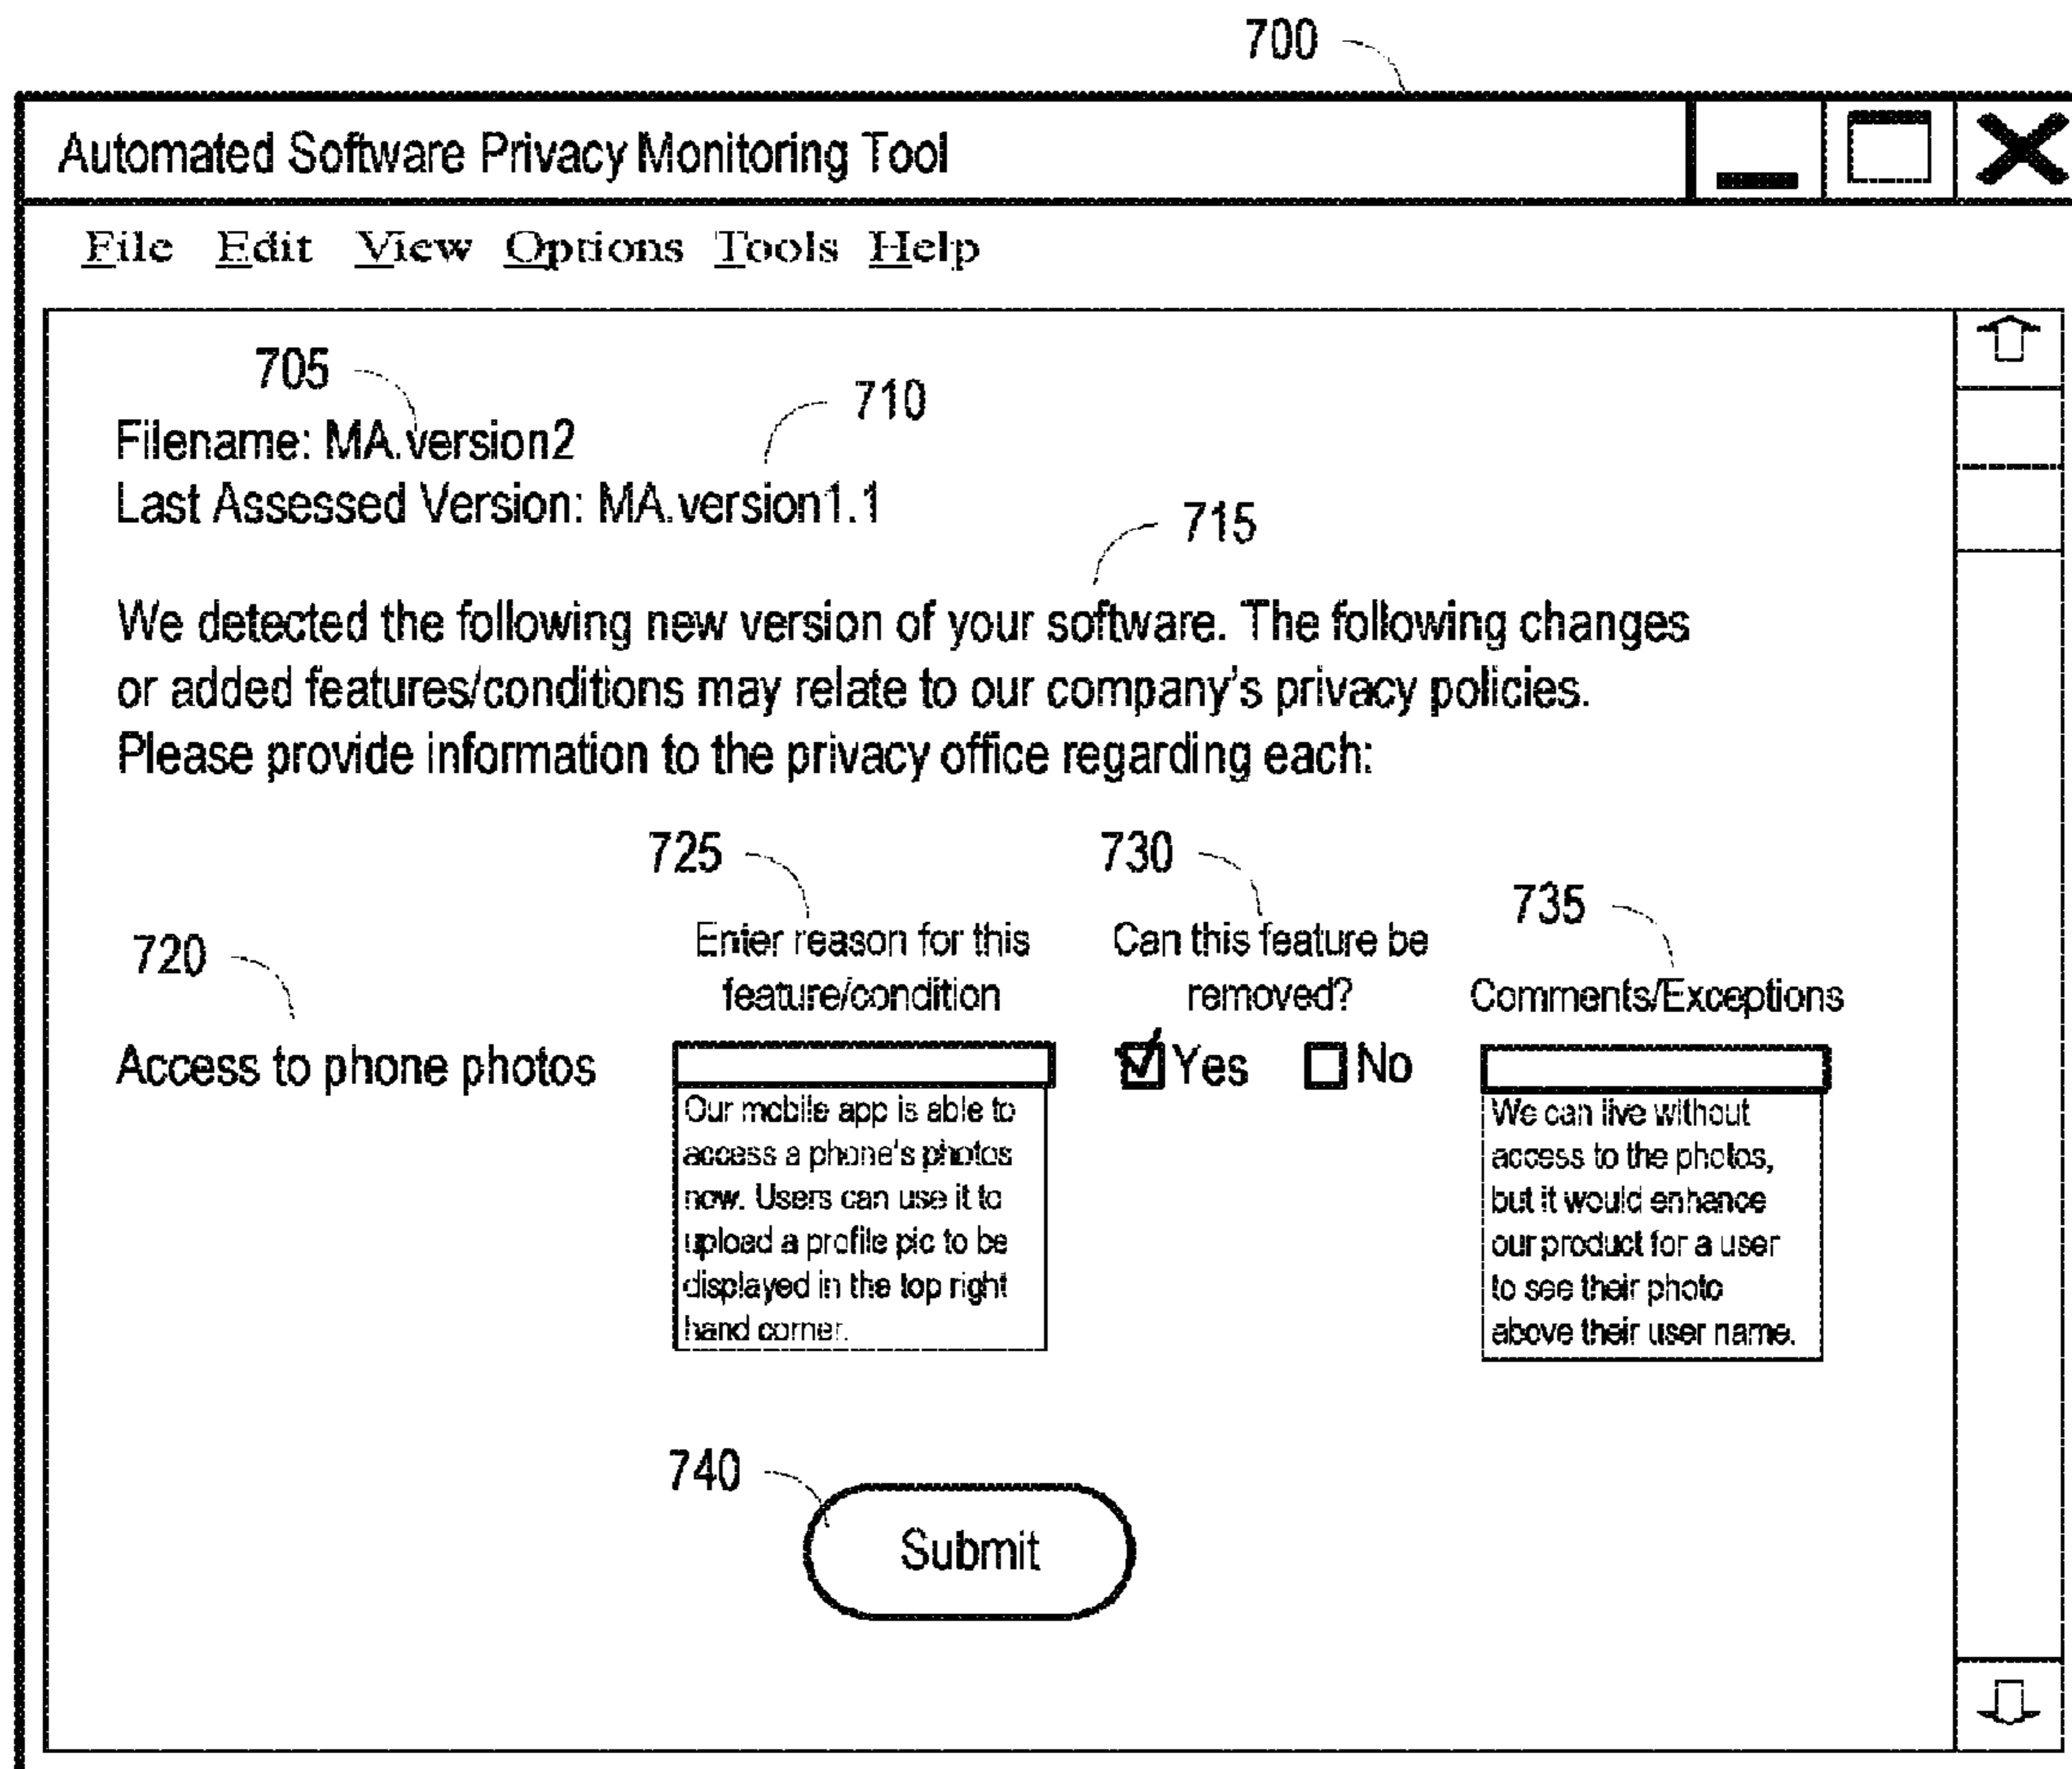 700
Automated Software Privacy Monitoring Tool
File Edit View Options Tools Help
705
710
Filename: MA.version2
Last Assessed Version: MA.version1.1
715
We detected the following new version of your software. The following changes
or added features/conditions may relate to our company's privacy policies.
Please provide information to the privacy office regarding each:
725
730
735
720
Enter reason for this
feature/condition
Can this feature be
removed?
Comments/Exceptions
Access to phone photos
Yes No
Our mobile app is able to
access a phone's photos
now. Users can use it to
upload a profile pic to be
displayed in the top right
hand corner.
We can live without
access to the photos,
but it would enhance
our product for a user
to see their photo
above their user name.
740
Submit